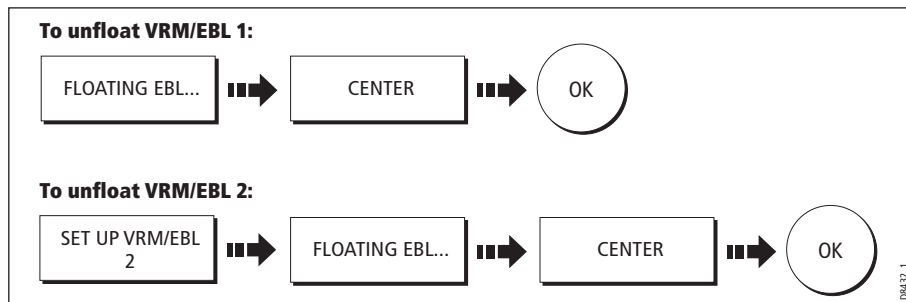 To unfloat VRM/EBL 1:
FLOATING EBL...
CENTER
OK
To unfloat VRM/EBL 2:
SET UP VRM/EBL
2
FLOATING EBL...
CENTER
OK
D8432_1